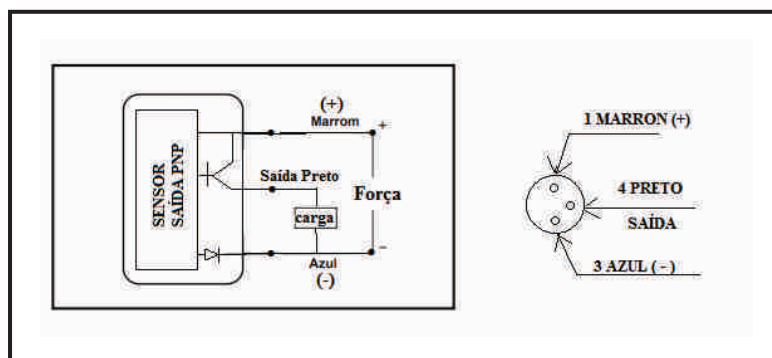 (+)
Marrom
+
SENSOR
SAÍDA PNP
Saída Preto
Força
carga
−
Azul
(-)
1 MARRON (+)
4 PRETO
SAÍDA
3 AZUL ( - )